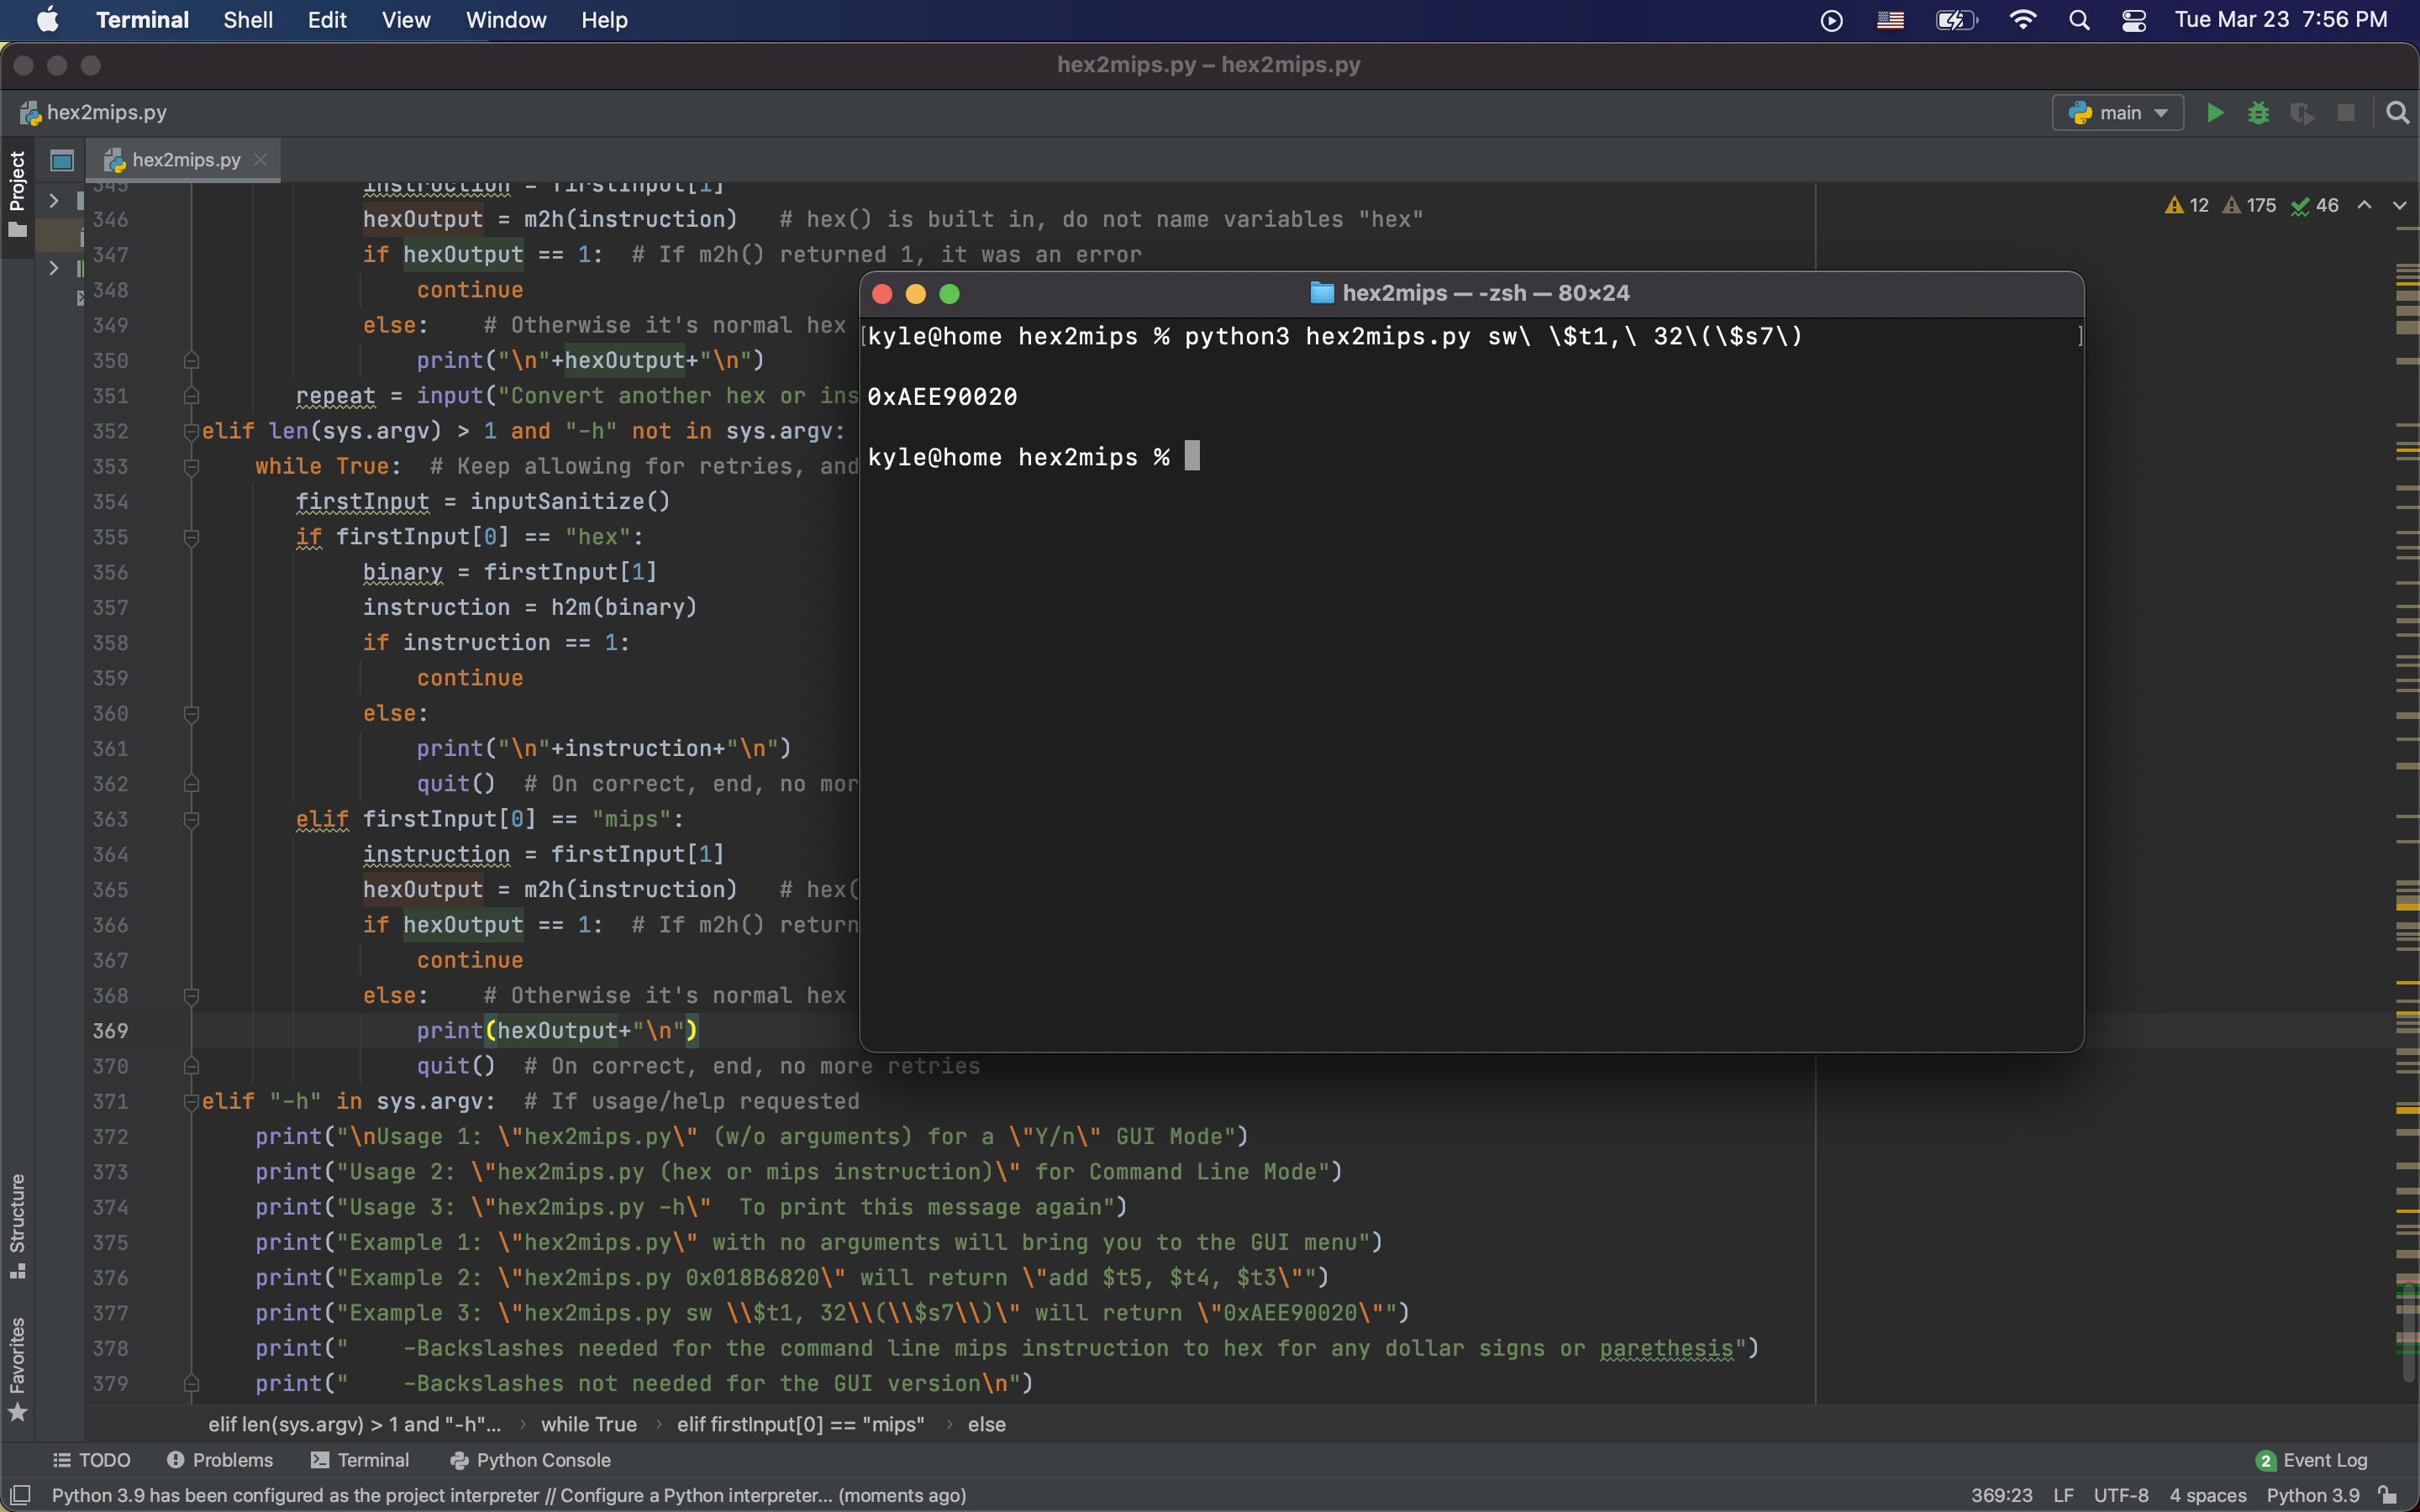 Terminal Shell Edit View Window Help Tue Mar 23 7:56 PM
hex2mips.py – hex2mips.py
hex2mips.py main
Project hex2mips.py 12 175 46
345 instruction = firstInput[1]
346 hexOutput = m2h(instruction) # hex() is built in, do not name variables "hex"
347 if hexOutput == 1: # If m2h() returned 1, it was an error
348 continue
349 else: # Otherwise it's normal hex
350 print("\n"+hexOutput+"\n")
351 repeat = input("Convert another hex or ins
352 elif len(sys.argv) > 1 and "-h" not in sys.argv:
353 while True: # Keep allowing for retries, and
354 firstInput = inputSanitize()
355 if firstInput[0] == "hex":
356 binary = firstInput[1]
357 instruction = h2m(binary)
358 if instruction == 1:
359 continue
360 else:
361 print("\n"+instruction+"\n")
362 quit() # On correct, end, no mor
363 elif firstInput[0] == "mips":
364 instruction = firstInput[1]
365 hexOutput = m2h(instruction) # hex(
366 if hexOutput == 1: # If m2h() return
367 continue
368 else: # Otherwise it's normal hex
369 print(hexOutput+"\n")
370 quit() # On correct, end, no more retries
371 elif "-h" in sys.argv: # If usage/help requested
372 print("\nUsage 1: \"hex2mips.py\" (w/o arguments) for a \"Y/n\" GUI Mode")
373 print("Usage 2: \"hex2mips.py (hex or mips instruction)\" for Command Line Mode")
374 print("Usage 3: \"hex2mips.py -h\"  To print this message again")
375 print("Example 1: \"hex2mips.py\" with no arguments will bring you to the GUI menu")
376 print("Example 2: \"hex2mips.py 0x018B6820\" will return \"add $t5, $t4, $t3\"")
377 print("Example 3: \"hex2mips.py sw \\$t1, 32\\(\\$s7\\)\" will return \"0xAEE90020\"")
378 print("    -Backslashes needed for the command line mips instruction to hex for any dollar signs or parethesis")
379 print("    -Backslashes not needed for the GUI version\n")
hex2mips — -zsh — 80×24
[kyle@home hex2mips % python3 hex2mips.py sw\ \$t1,\ 32\(\$s7\) ]
0xAEE90020
kyle@home hex2mips %
Structure
Favorites
elif len(sys.argv) > 1 and "-h"... › while True › elif firstInput[0] == "mips" › else
TODO Problems Terminal Python Console 2 Event Log
Python 3.9 has been configured as the project interpreter // Configure a Python interpreter... (moments ago) 369:23 LF UTF-8 4 spaces Python 3.9